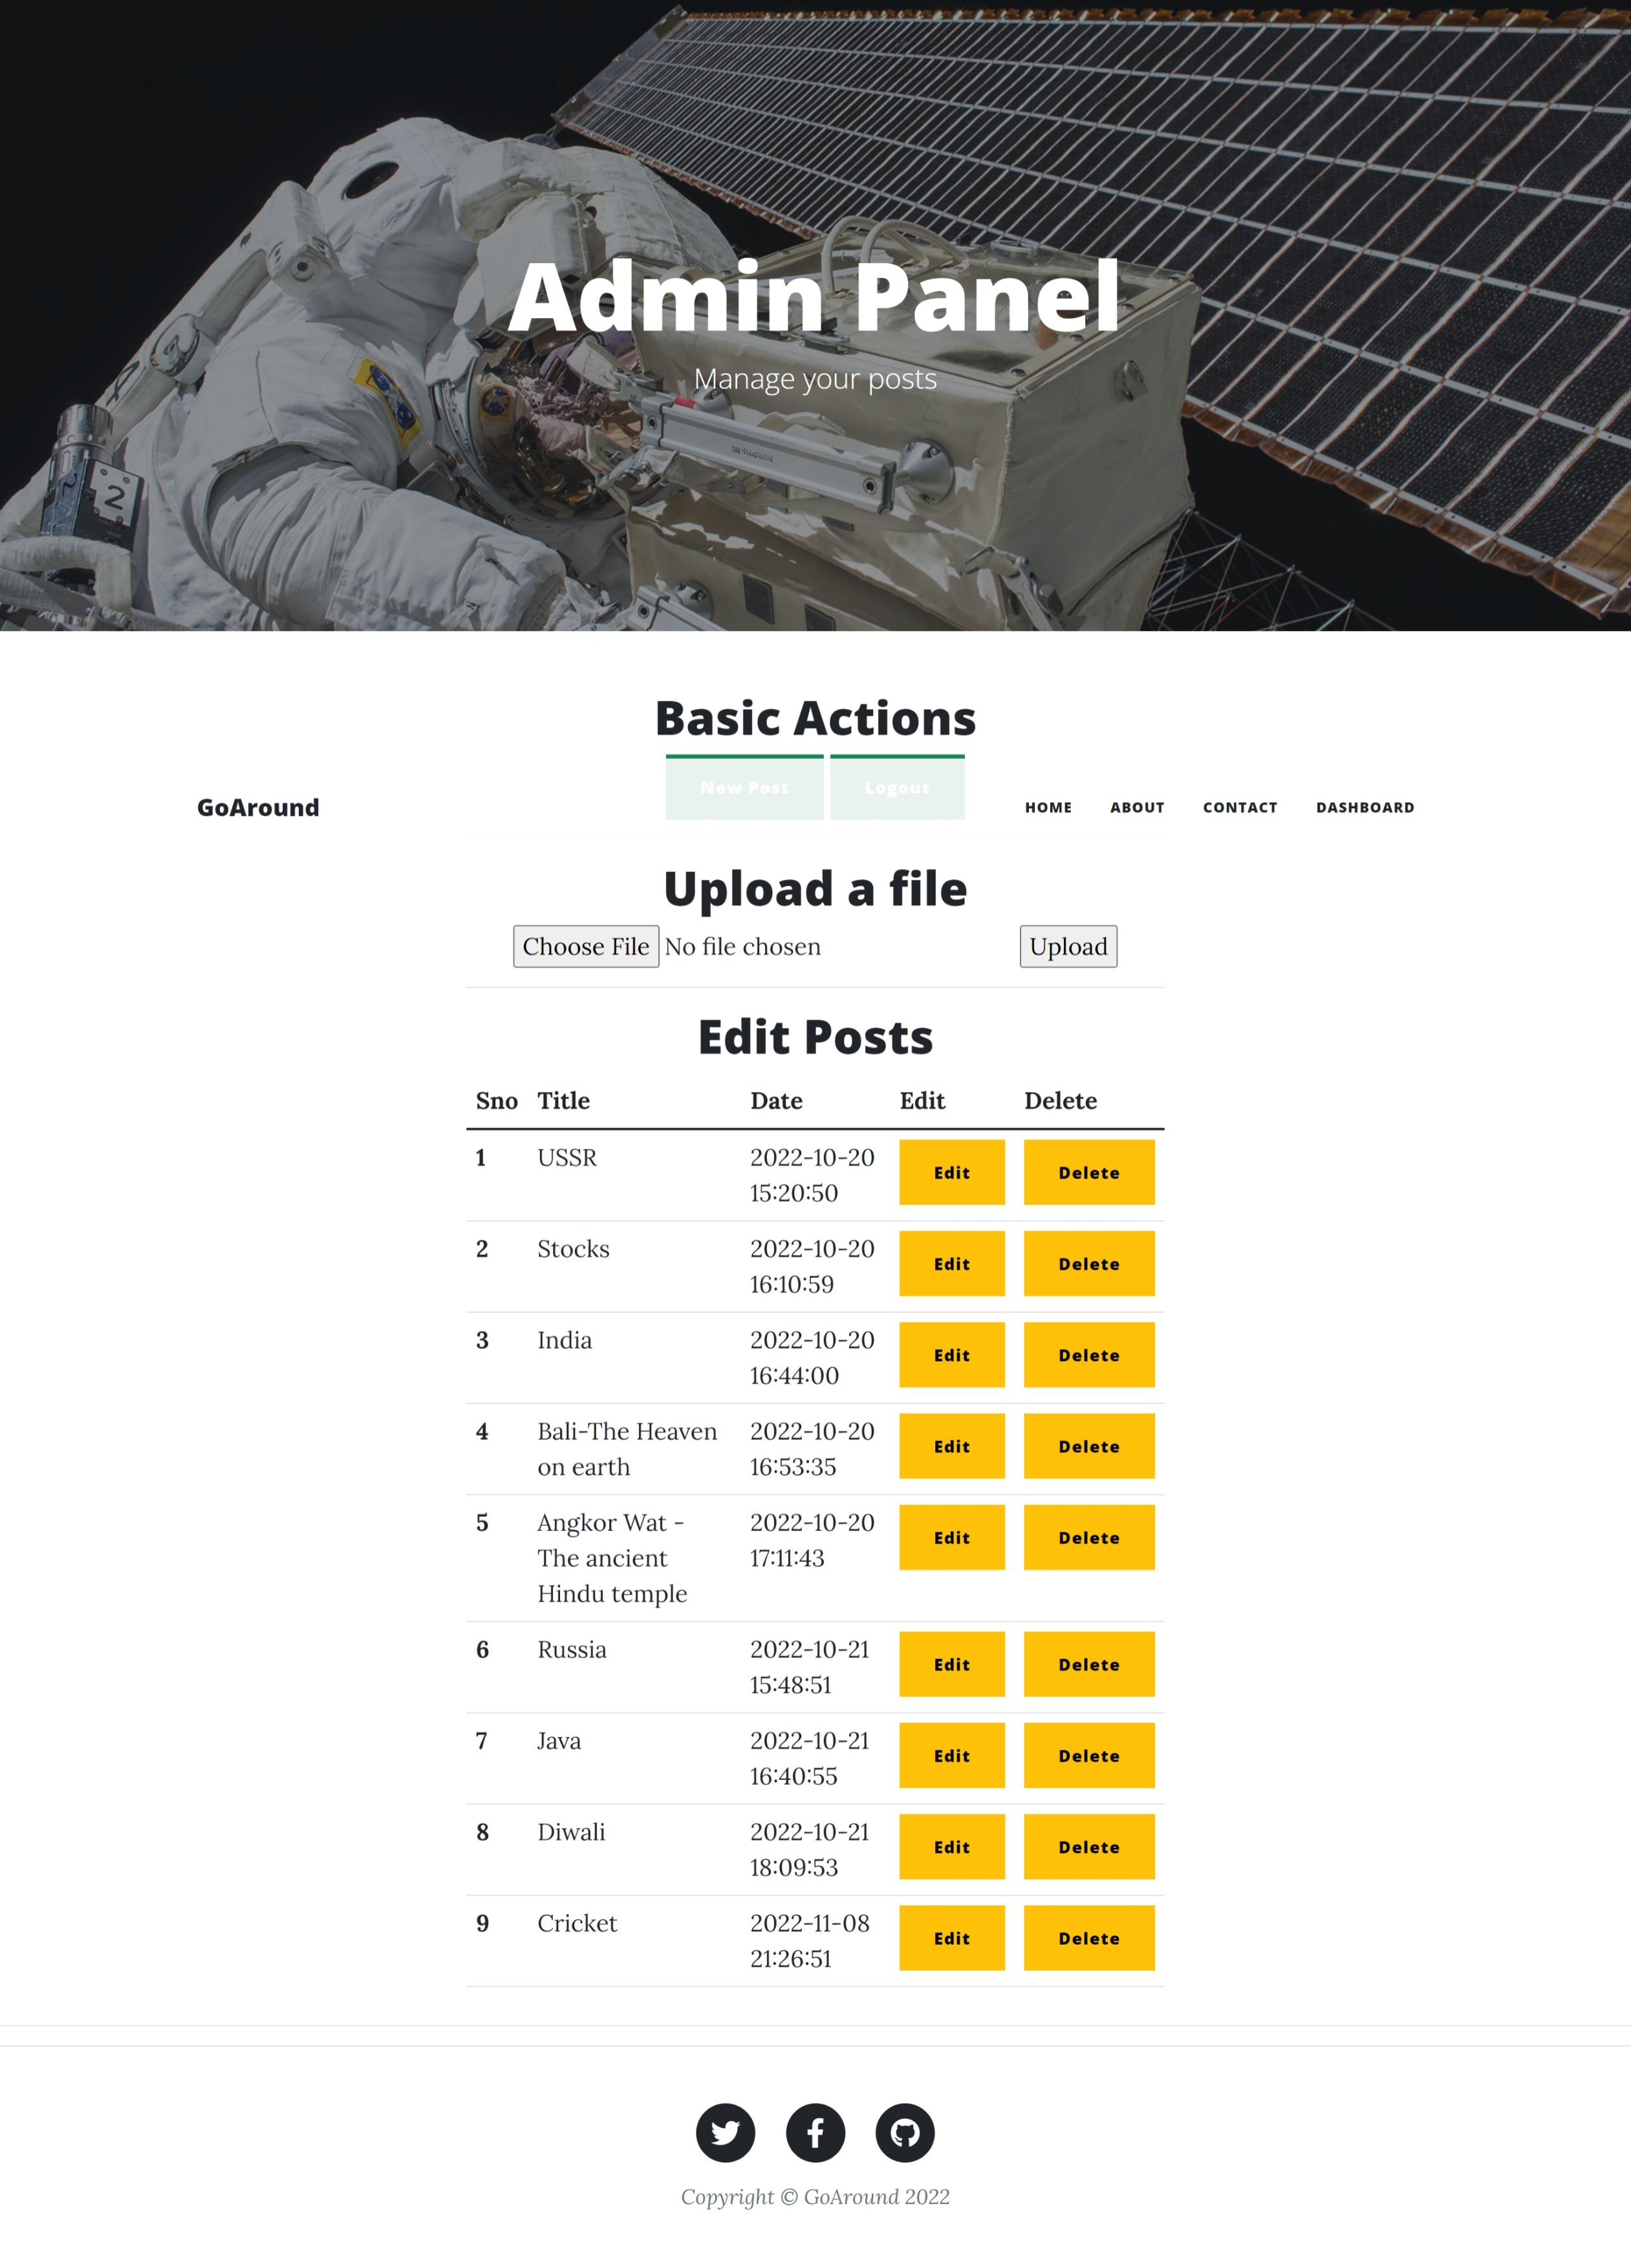 Admin Panel
Manage your posts
2
Basic Actions
New Post Logout
GoAround HOME ABOUT CONTACT DASHBOARD
Upload a file
Choose File No file chosen Upload
Edit Posts
Sno Title Date Edit Delete
1 USSR 2022-10-20 Edit Delete
15:20:50
2 Stocks 2022-10-20 Edit Delete
16:10:59
3 India 2022-10-20 Edit Delete
16:44:00
4 Bali-The Heaven 2022-10-20 Edit Delete
on earth 16:53:35
5 Angkor Wat - 2022-10-20 Edit Delete
The ancient 17:11:43
Hindu temple
6 Russia 2022-10-21 Edit Delete
15:48:51
7 Java 2022-10-21 Edit Delete
16:40:55
8 Diwali 2022-10-21 Edit Delete
18:09:53
9 Cricket 2022-11-08 Edit Delete
21:26:51
Copyright © GoAround 2022